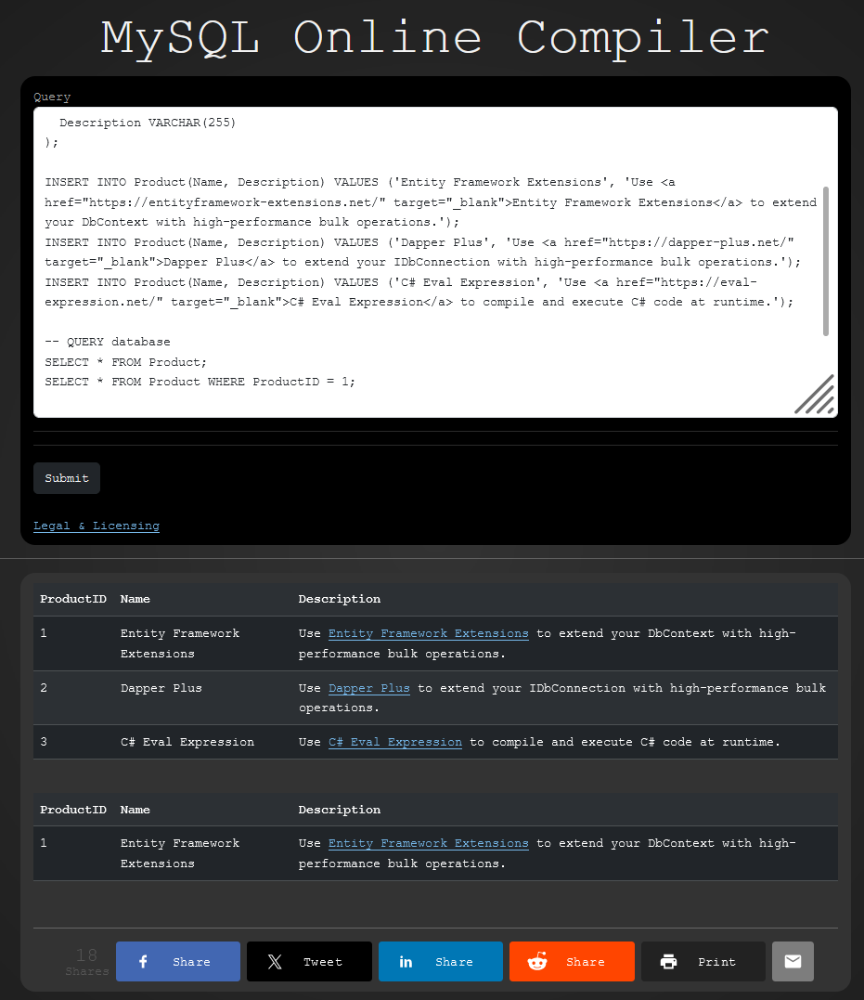 MySQL Online Compiler
Query
Description VARCHAR(255)
);
INSERT INTO Product(Name, Description) VALUES ('Entity Framework Extensions', 'Use <a
href="https://entityframework-extensions.net/" target="_blank">Entity Framework Extensions</a> to extend
your DbContext with high-performance bulk operations.');
INSERT INTO Product(Name, Description) VALUES ('Dapper Plus', 'Use <a href="https://dapper-plus.net/"
target="_blank">Dapper Plus</a> to extend your IDbConnection with high-performance bulk operations.');
INSERT INTO Product(Name, Description) VALUES ('C# Eval Expression', 'Use <a href="https://eval-
expression.net/" target="_blank">C# Eval Expression</a> to compile and execute C# code at runtime.');
-- QUERY database
SELECT * FROM Product;
SELECT * FROM Product WHERE ProductID = 1;
Submit
Legal & Licensing
ProductID Name Description
1 Entity Framework Use Entity Framework Extensions to extend your DbContext with high-
Extensions performance bulk operations.
2 Dapper Plus Use Dapper Plus to extend your IDbConnection with high-performance bulk
operations.
3 C# Eval Expression Use C# Eval Expression to compile and execute C# code at runtime.
ProductID Name Description
1 Entity Framework Use Entity Framework Extensions to extend your DbContext with high-
Extensions performance bulk operations.
18
Shares
Share Tweet Share Share Print